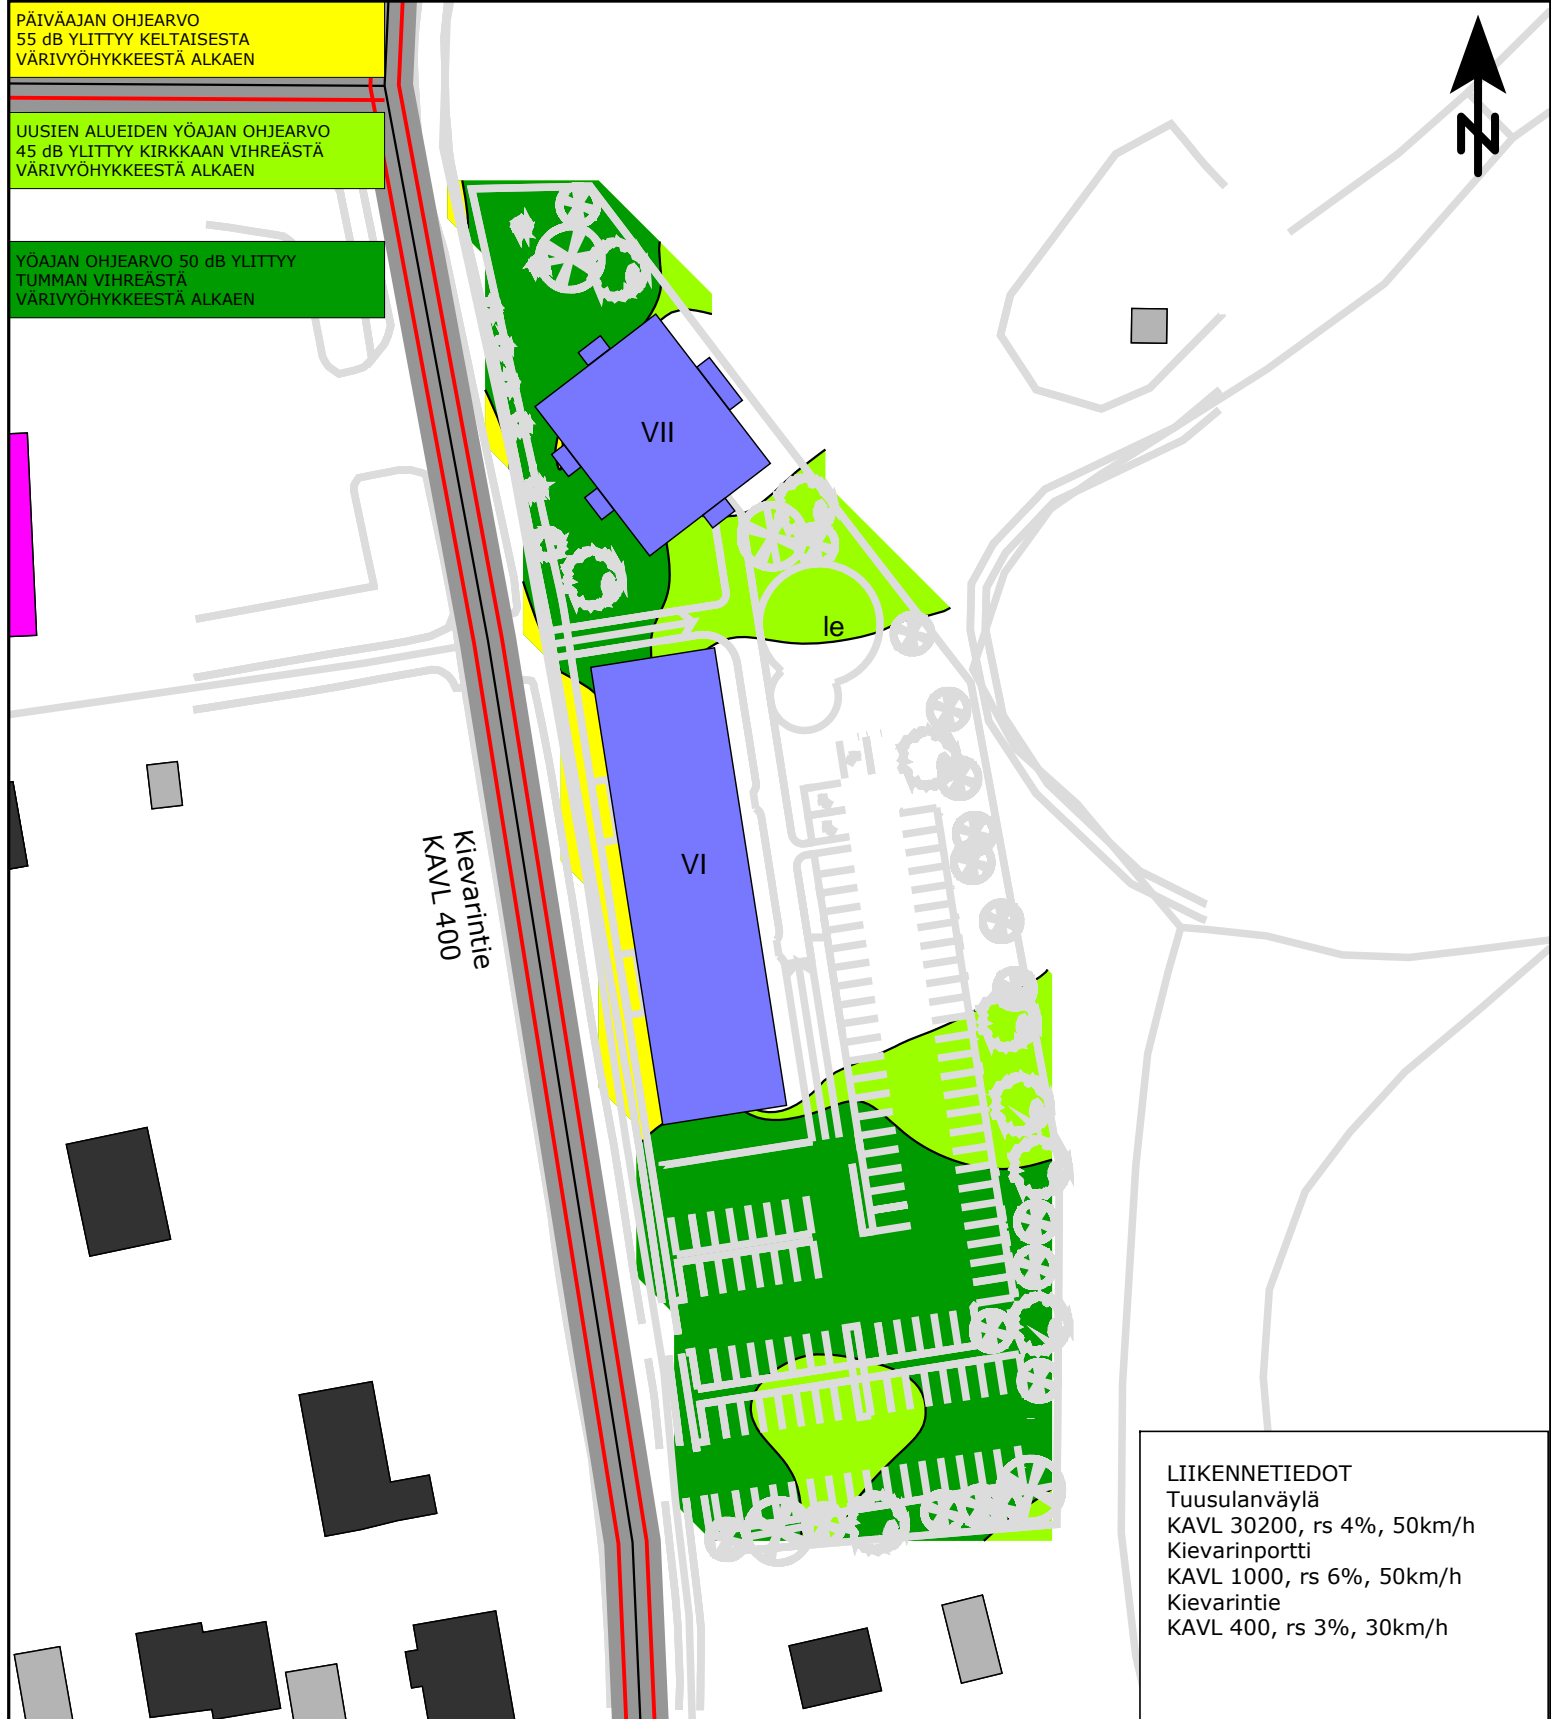 PÄIVÄAJAN OHJEARVO
55 dB YLITTYY KELTAISESTA
VÄRIVYÖHYKKEESTÄ ALKAEN
UUSIEN ALUEIDEN YÖAJAN OHJEARVO
45 dB YLITTYY KIRKKAAN VIHREÄSTÄ
VÄRIVYÖHYKKEESTÄ ALKAEN
YÖAJAN OHJEARVO 50 dB YLITTYY
TUMMAN VIHREÄSTÄ
VÄRIVYÖHYKKEESTÄ ALKAEN
N
VII
le
VI
Kievarintie
KAVL 400
LIIKENNETIEDOT
Tuusulanväylä
KAVL 30200, rs 4%, 50km/h
Kievarinportti
KAVL 1000, rs 6%, 50km/h
Kievarintie
KAVL 400, rs 3%, 30km/h